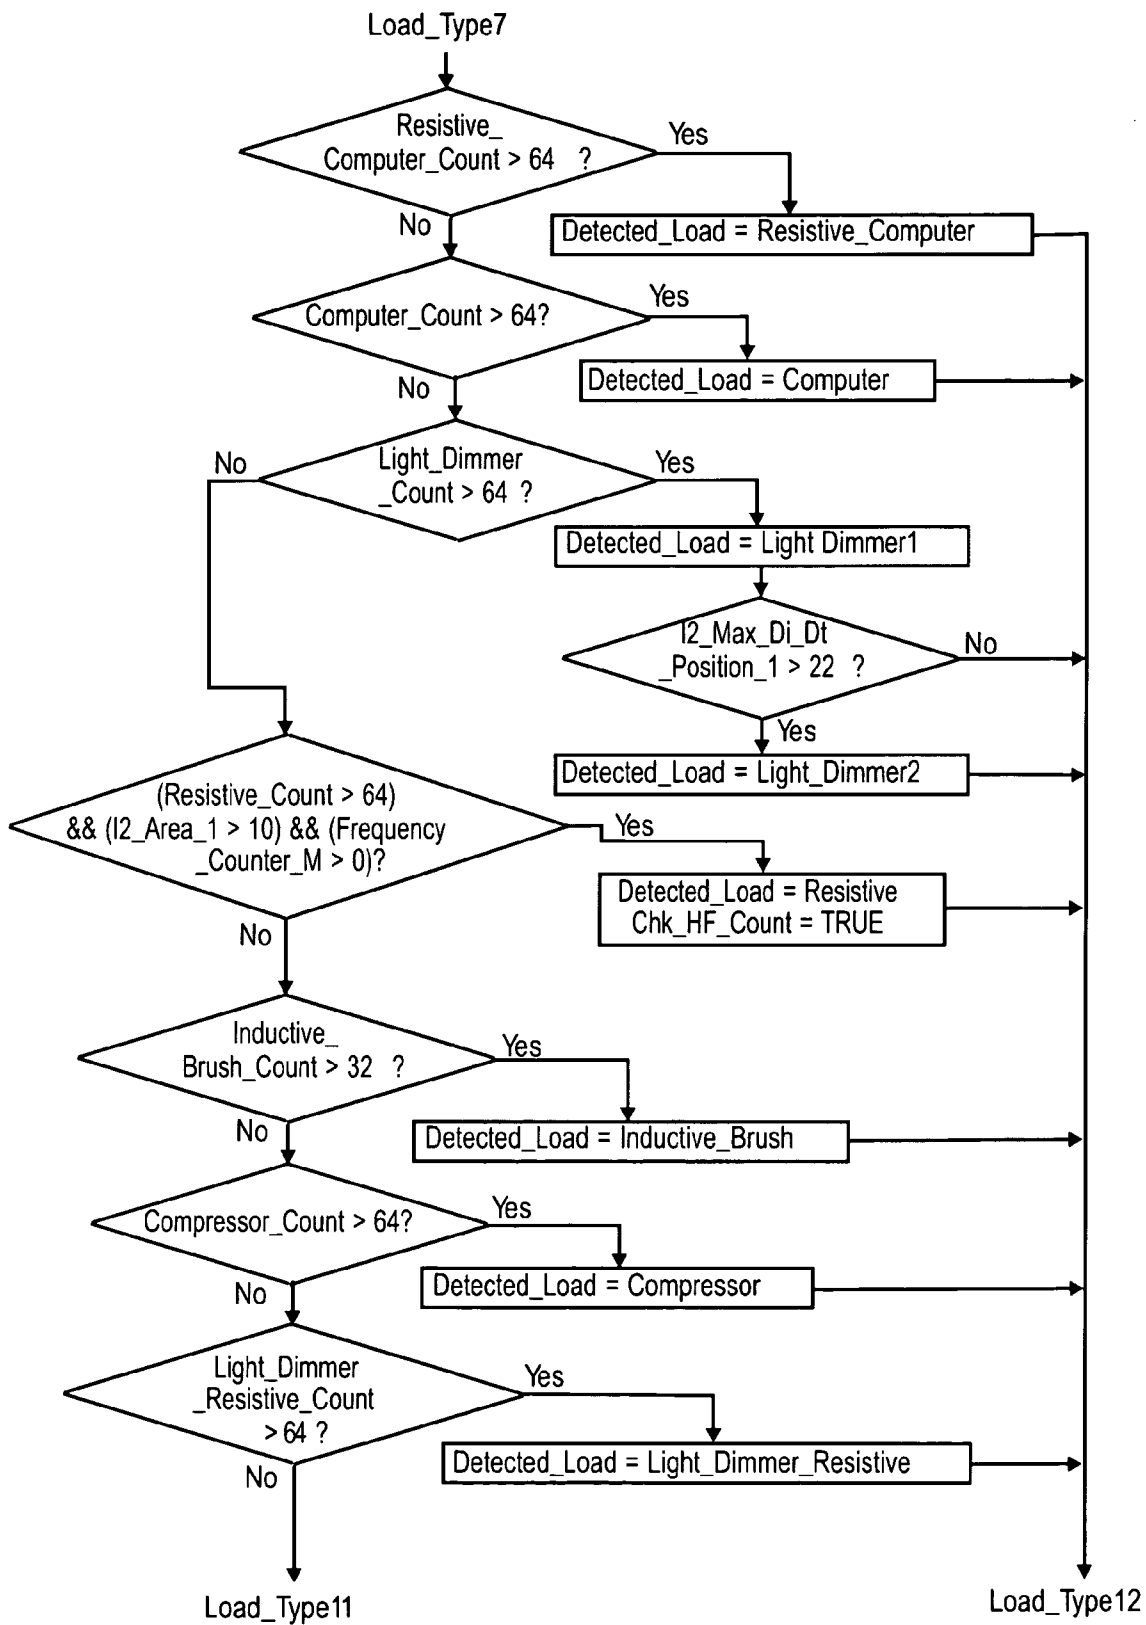 Load_Type7
Resistive_
Computer_Count > 64 ?
Yes
No
Detected_Load = Resistive_Computer
Computer_Count > 64?
Yes
No
Detected_Load = Computer
Light_Dimmer
_Count > 64 ?
No
Yes
Detected_Load = Light Dimmer1
I2_Max_Di_Dt
_Position_1 > 22 ?
No
Yes
Detected_Load = Light_Dimmer2
(Resistive_Count > 64)
&& (I2_Area_1 > 10) && (Frequency
_Counter_M > 0)?
Yes
No
Detected_Load = Resistive
Chk_HF_Count = TRUE
Inductive_
Brush_Count > 32 ?
Yes
No
Detected_Load = Inductive_Brush
Compressor_Count > 64?
Yes
No
Detected_Load = Compressor
Light_Dimmer
_Resistive_Count
> 64 ?
Yes
No
Detected_Load = Light_Dimmer_Resistive
Load_Type11
Load_Type12